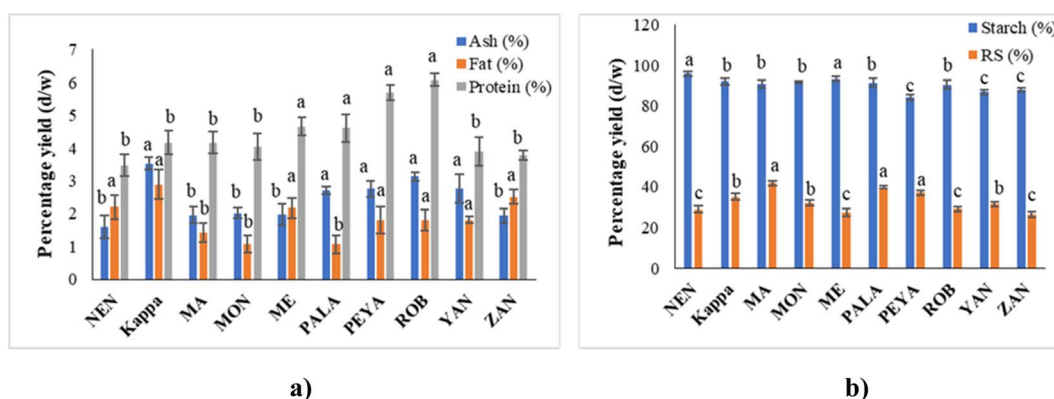 Percentage yield (d/w)
7
6
5
4
3
2
1
0
Ash (%)
Fat (%)
Protein (%)
b a b
a a b
b b b
b b b
b a a
a b a
a a a
a a a
a a b
b a b
NEN
Kappa
MA
MON
ME
PALA
PEYA
ROB
YAN
ZAN
a)
Percentage yield (d/w)
120
100
80
60
40
20
0
Starch (%)
RS (%)
a b b b a b c b c c
c b a b c a a c b c
NEN
Kappa
MA
MON
ME
PALA
PEYA
ROB
YAN
ZAN
b)